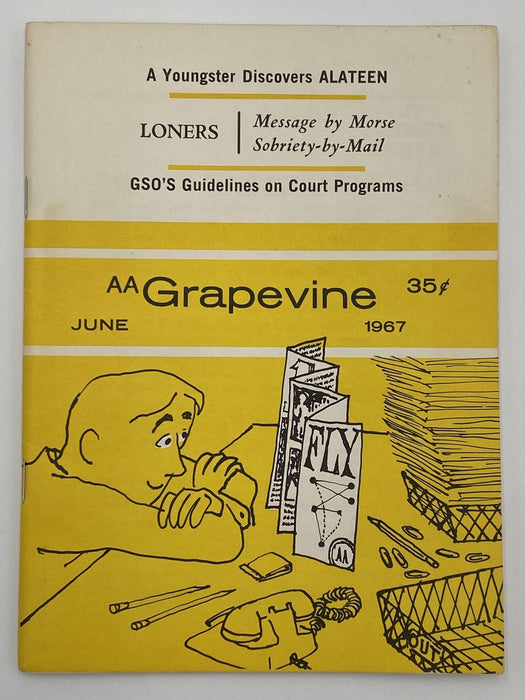 A Youngster Discovers ALATEEN
LONERS
Message by Morse
Sobriety-by-Mail
GSO'S Guidelines on Court Programs
AA Grapevine 35¢
JUNE 1967
FLY
AA
OUT